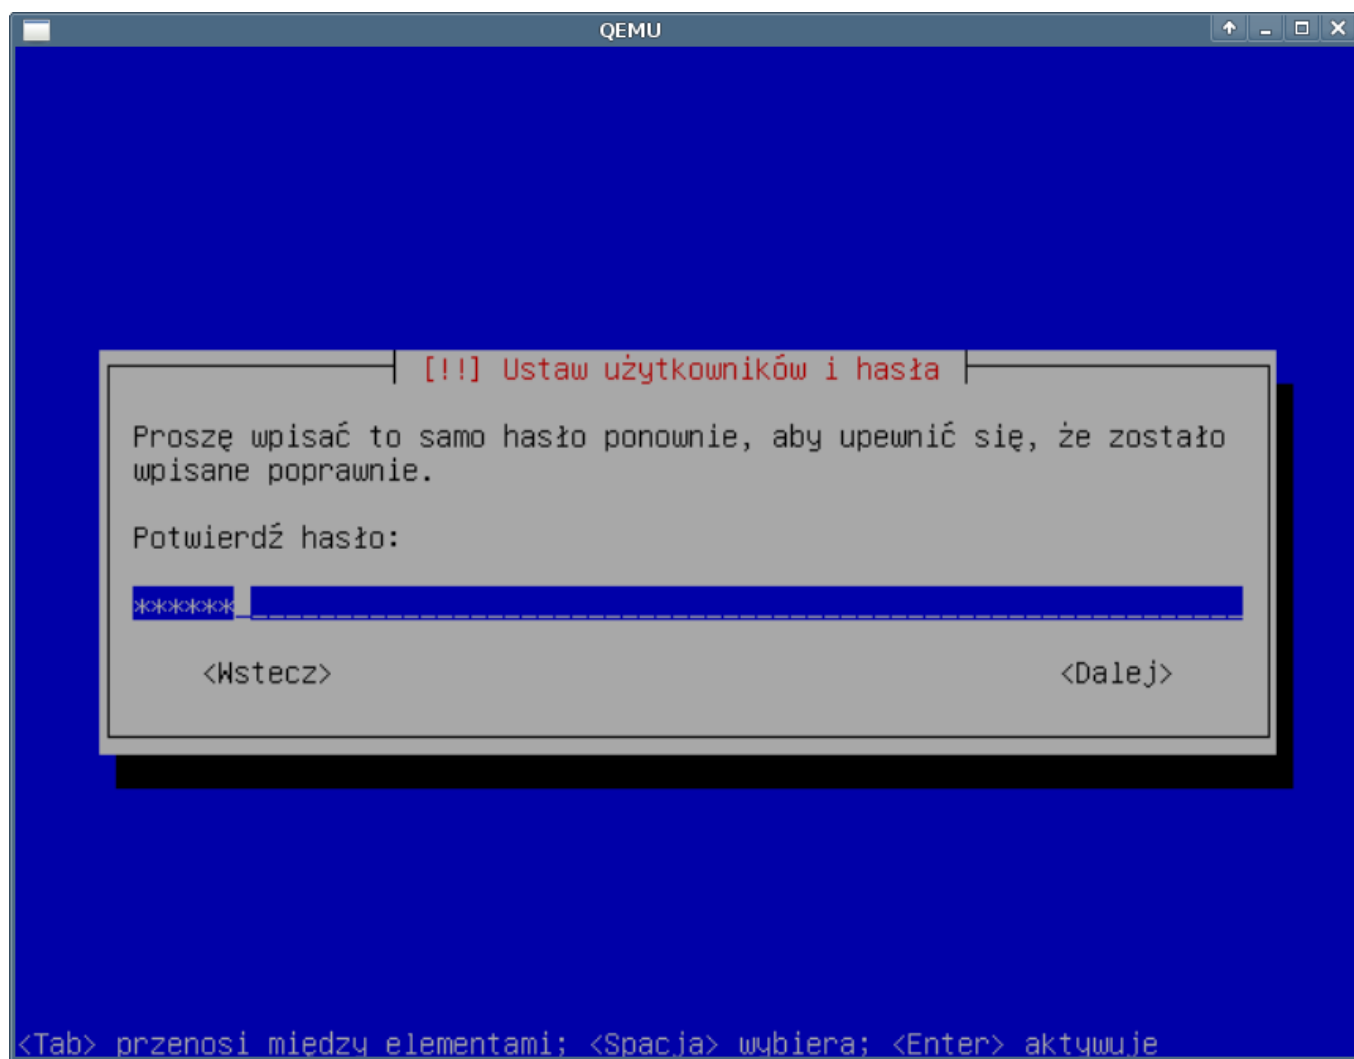 QEMU
[!!] Ustaw użytkowników i hasła
Proszę wpisać to samo hasło ponownie, aby upewnić się, że zostało
wpisane poprawnie.
Potwierdź hasło:
******
<Wstecz> <Dalej>
<Tab> przenosi między elementami; <Spacja> wybiera; <Enter> aktywuje